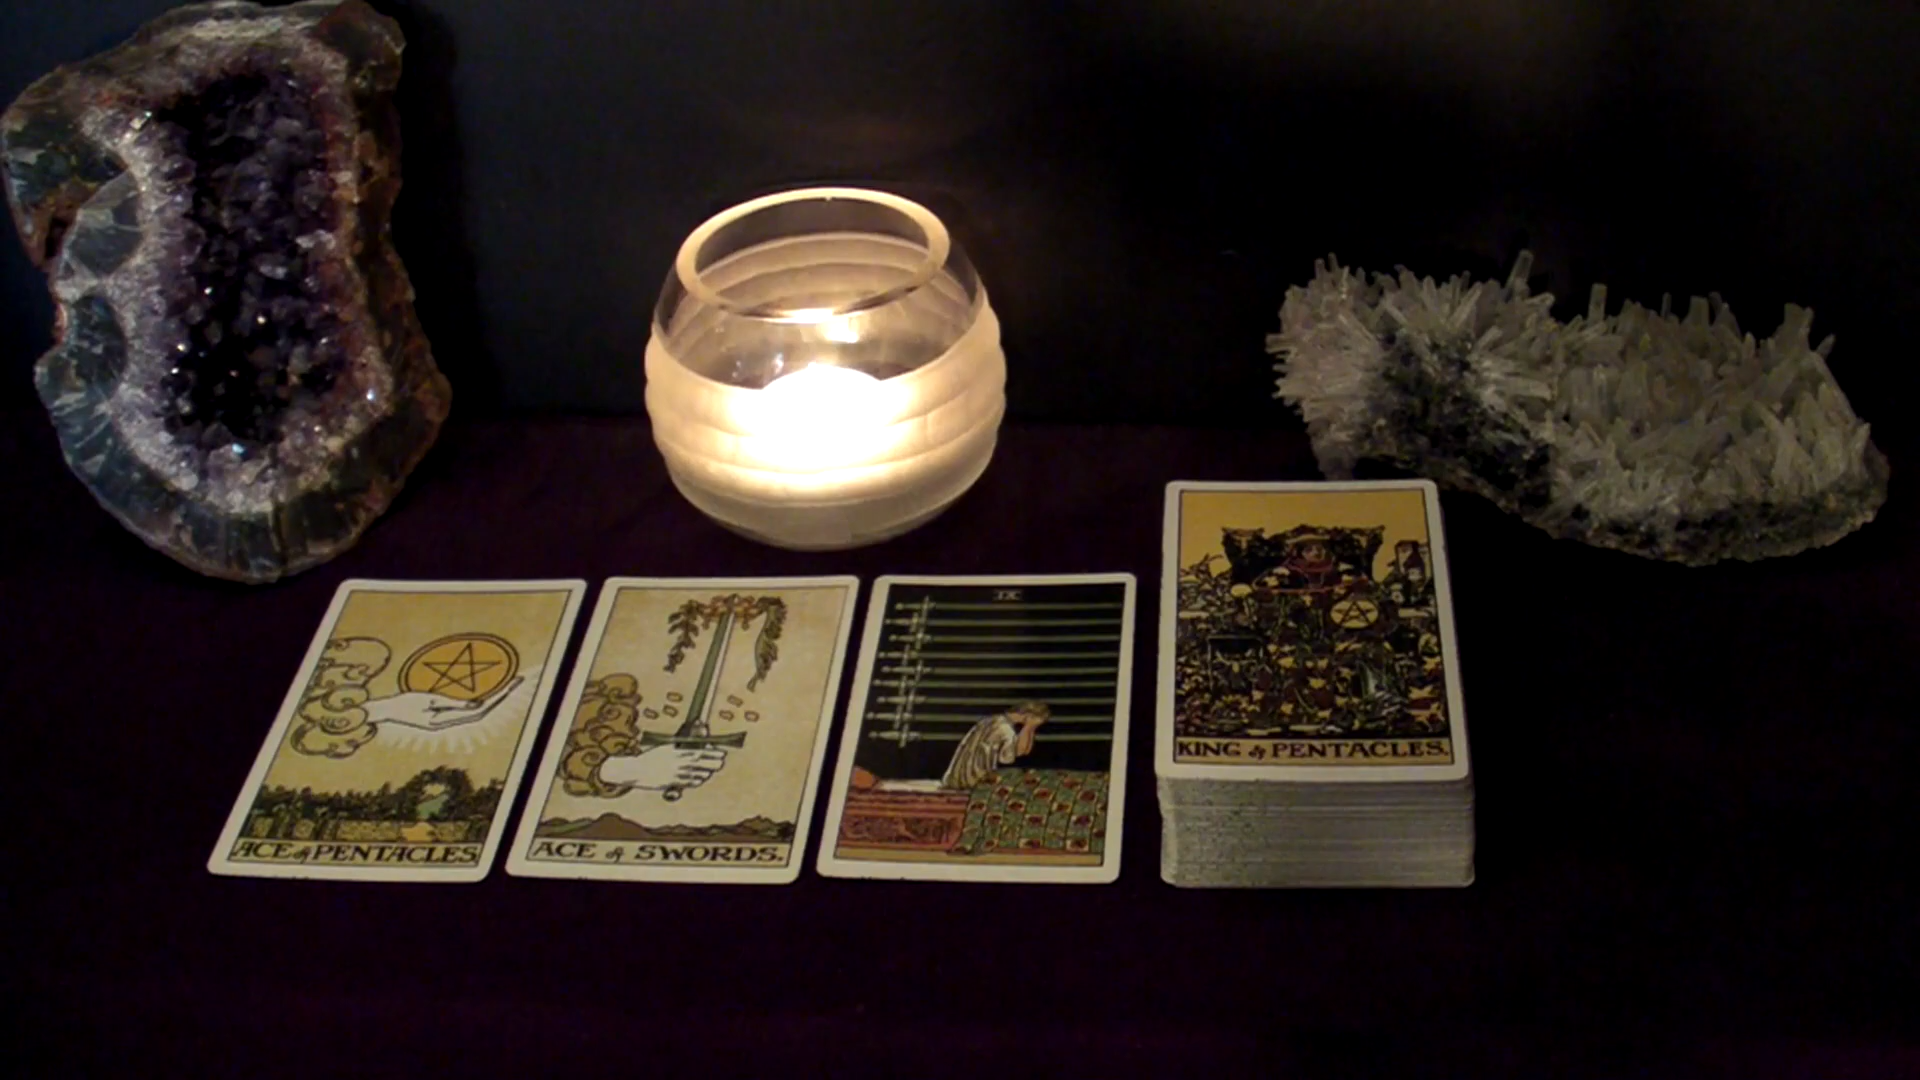 ACE of PENTACLES
ACE of SWORDS.
IX
KING of PENTACLES.